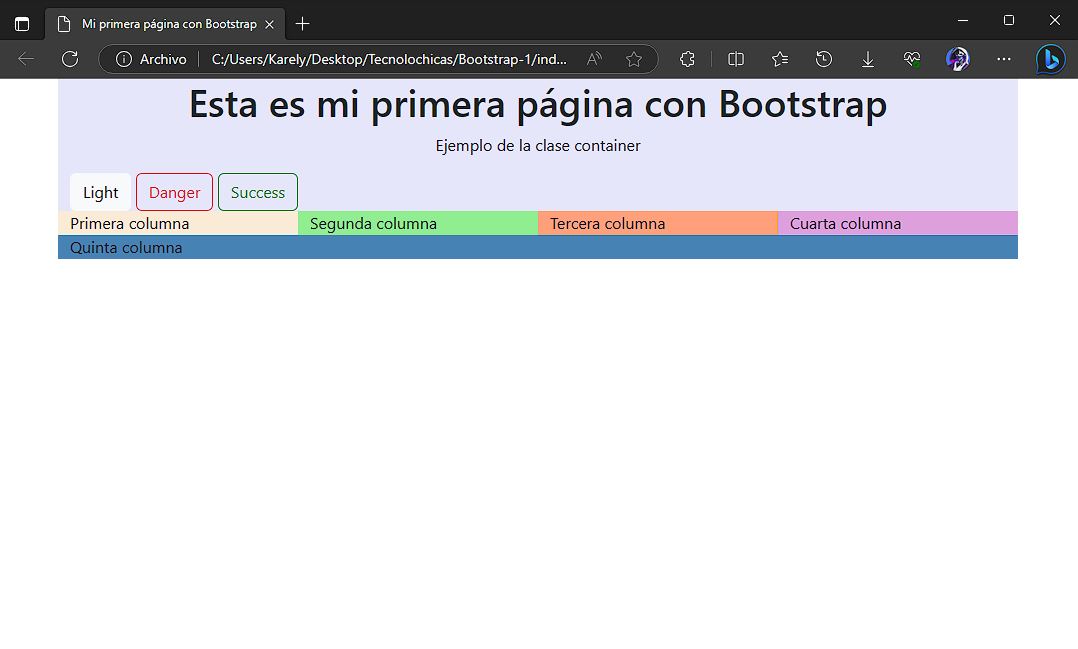 Mi primera página con Bootstrap
Archivo C:/Users/Karely/Desktop/Tecnolochicas/Bootstrap-1/ind...
Esta es mi primera página con Bootstrap
Ejemplo de la clase container
Light Danger Success
Primera columna Segunda columna Tercera columna Cuarta columna
Quinta columna